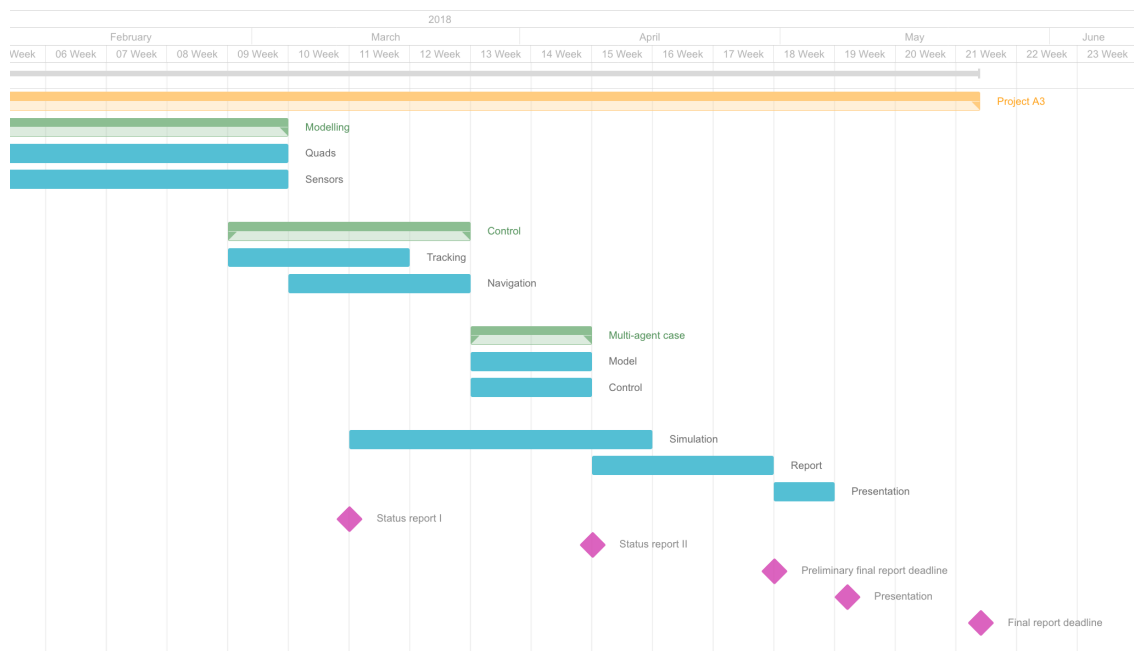 2018
February March April May June
Week 06 Week 07 Week 08 Week 09 Week 10 Week 11 Week 12 Week 13 Week 14 Week 15 Week 16 Week 17 Week 18 Week 19 Week 20 Week 21 Week 22 Week 23 Week
Project A3
Modelling
Quads
Sensors
Control
Tracking
Navigation
Multi-agent case
Model
Control
Simulation
Report
Presentation
Status report I
Status report II
Preliminary final report deadline
Presentation
Final report deadline